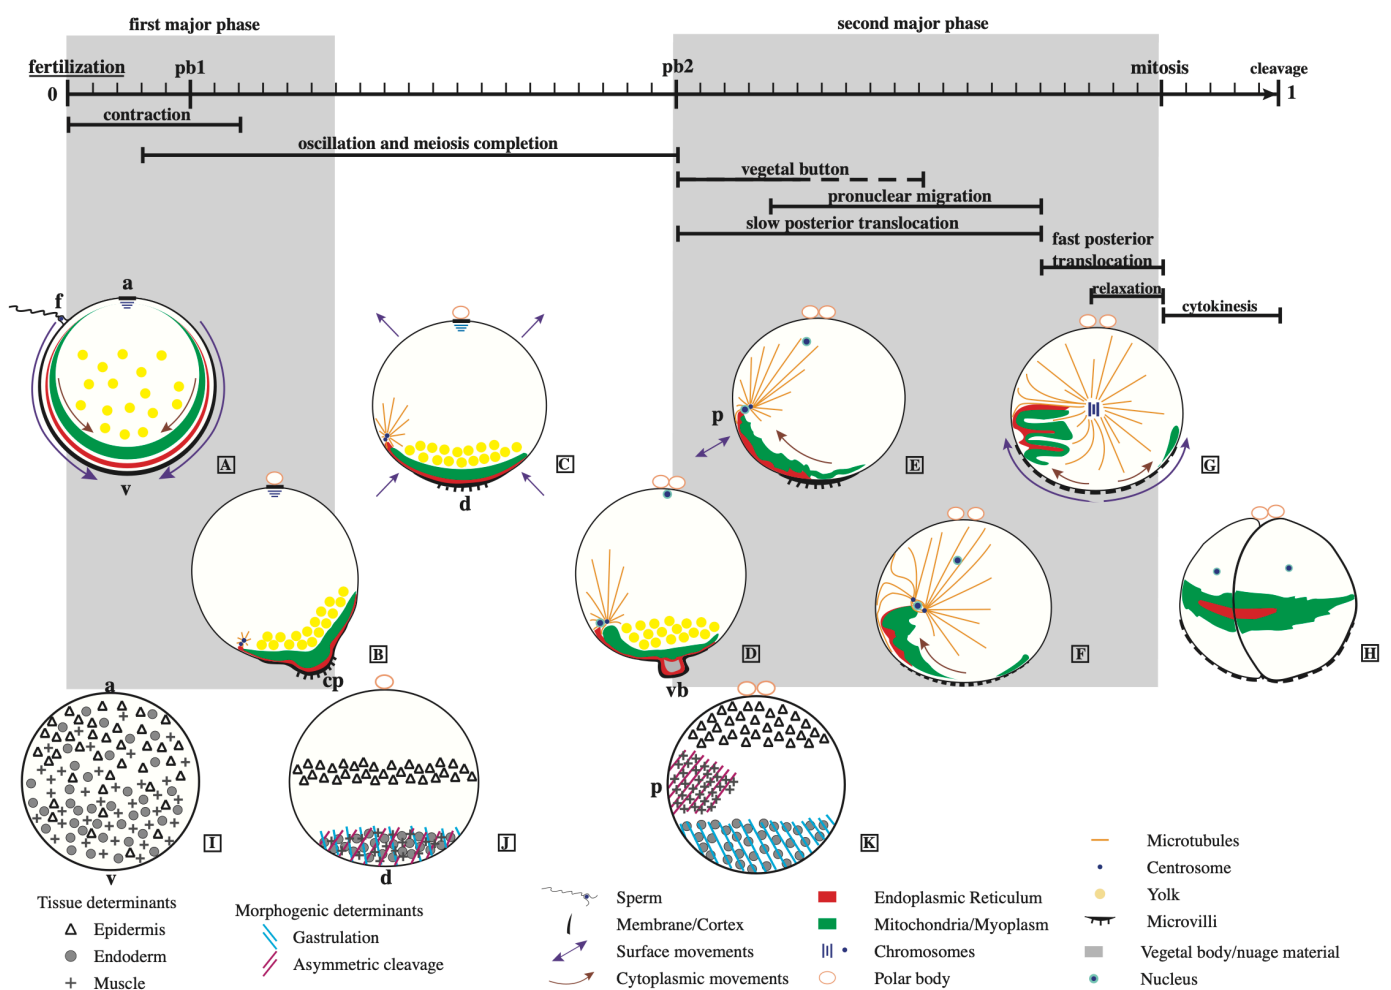 first major phase
second major phase
fertilization
pb1
pb2
mitosis
cleavage
0
1
contraction
oscillation and meiosis completion
vegetal button
pronuclear migration
slow posterior translocation
fast posterior
translocation
relaxation
cytokinesis
f
a
v
A
cp
B
d
C
vb
D
p
E
F
G
H
a
v
I
d
J
p
K
Tissue determinants
Epidermis
Endoderm
Muscle
Morphogenic determinants
Gastrulation
Asymmetric cleavage
Sperm
Membrane/Cortex
Surface movements
Cytoplasmic movements
Endoplasmic Reticulum
Mitochondria/Myoplasm
Chromosomes
Polar body
Microtubules
Centrosome
Yolk
Microvilli
Vegetal body/nuage material
Nucleus